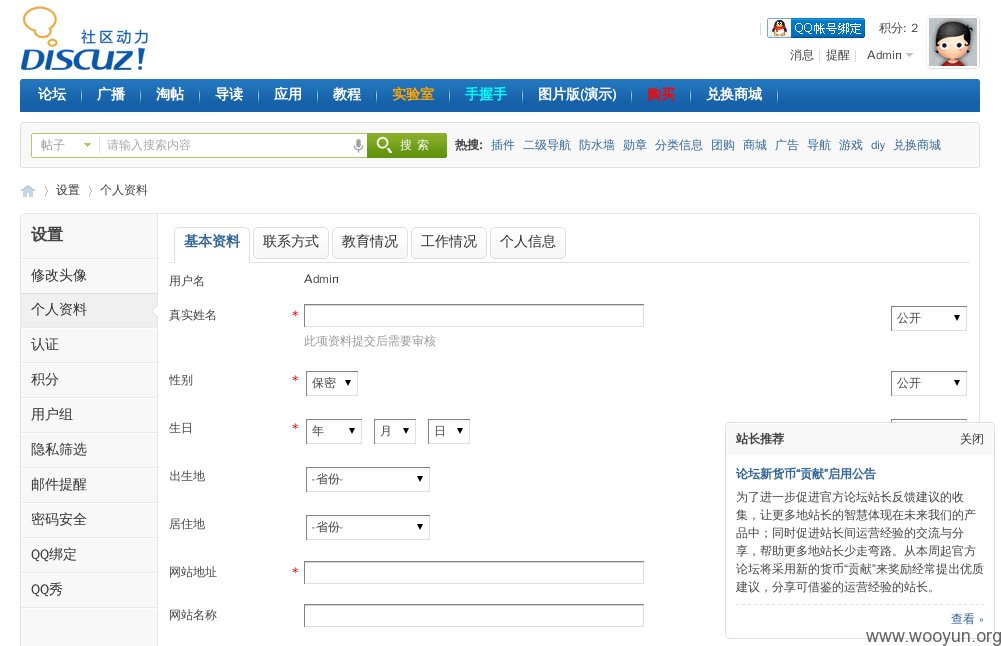 社区动力
DISCUZ!
QQ帐号绑定 积分: 2
消息 提醒 Admin
论坛 广播 淘帖 导读 应用 教程 实验室 手握手 图片版(演示) 购买 兑换商城
帖子 请输入搜索内容 搜索 热搜: 插件 二级导航 防水墙 勋章 分类信息 团购 商城 广告 导航 游戏 diy 兑换商城
设置 个人资料
设置
修改头像
个人资料
认证
积分
用户组
隐私筛选
邮件提醒
密码安全
QQ绑定
QQ秀
基本资料 联系方式 教育情况 工作情况 个人信息
用户名 Admin
真实姓名 * 公开
此项资料提交后需要审核
性别 * 保密 公开
生日 * 年 月 日
出生地 -省份-
居住地 -省份-
网站地址 *
网站名称
站长推荐 关闭
论坛新货币“贡献”启用公告
为了进一步促进官方论坛站长反馈建议的收
集，让更多地站长的智慧体现在未来我们的产
品中；同时促进站长间运营经验的交流与分
享，帮助更多地站长少走弯路。从本周起官方
论坛将采用新的货币“贡献”来奖励经常提出优质
建议，分享可借鉴的运营经验的站长。
查看 »
www.wooyun.org